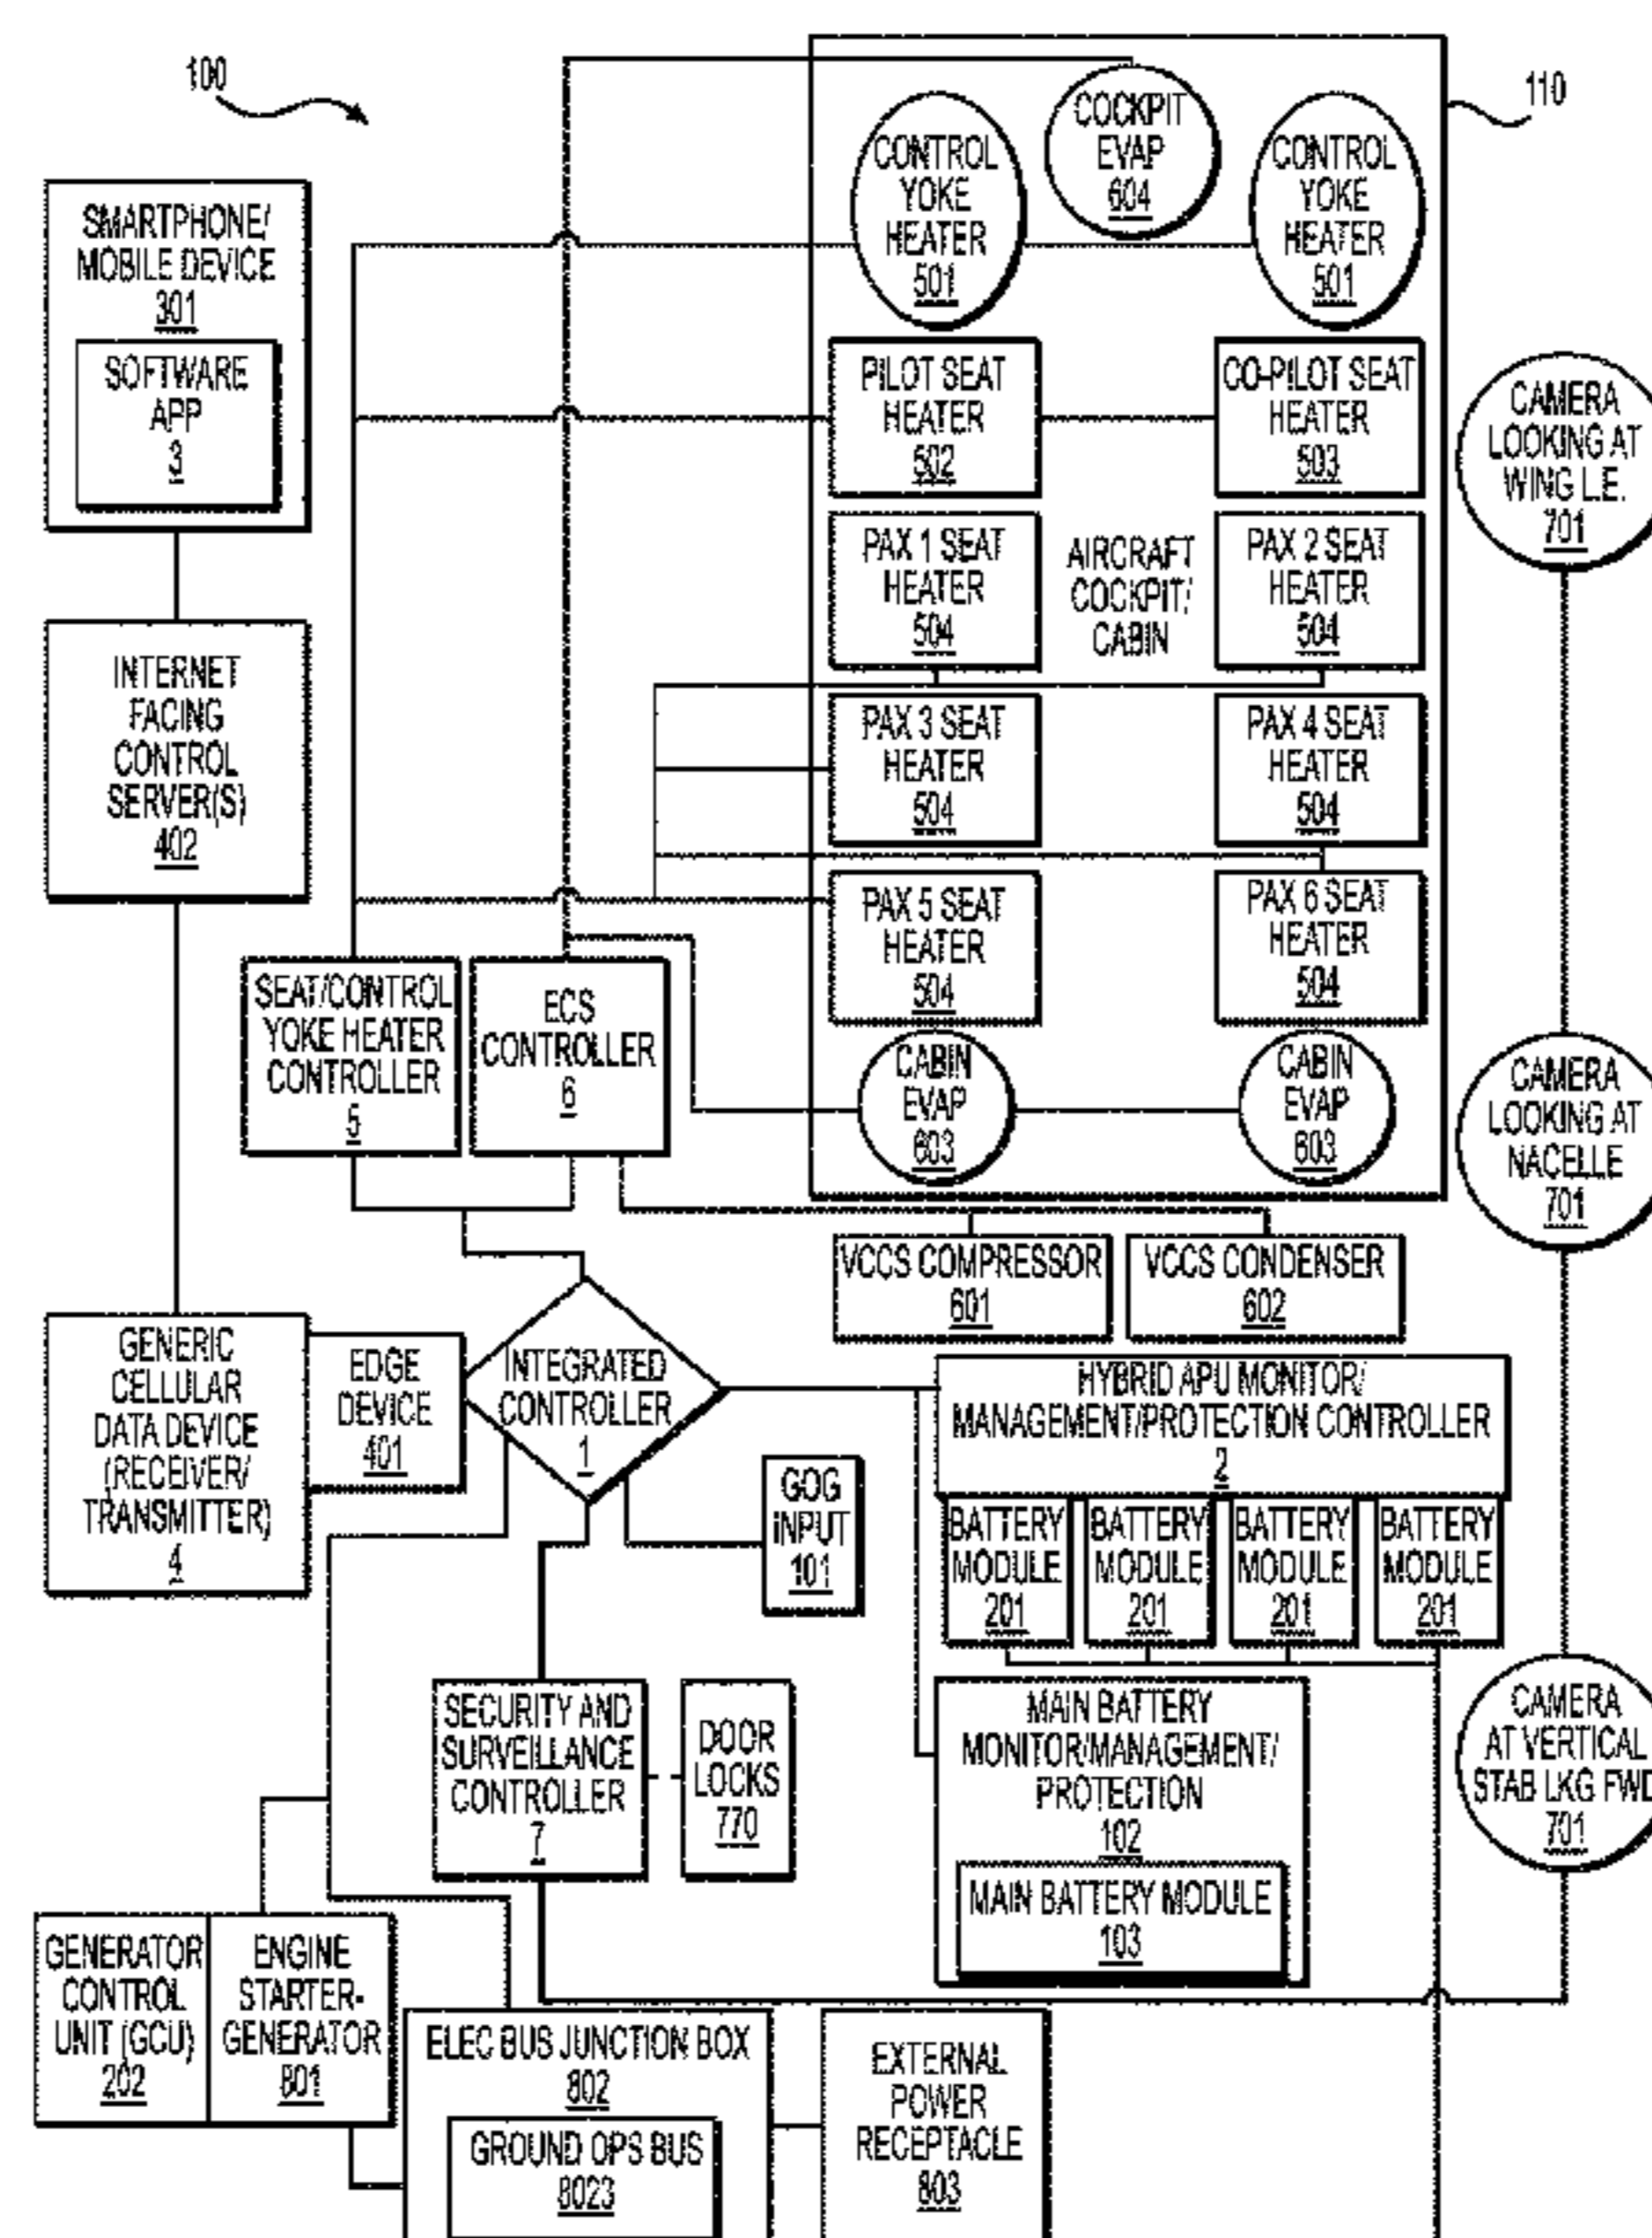 100
110
COCKPIT
EVAP
604
CONTROL
YOKE
HEATER
501
CONTROL
YOKE
HEATER
501
SMARTPHONE/
MOBILE DEVICE
301
SOFTWARE
APP
3
PILOT SEAT
HEATER
502
CO-PILOT SEAT
HEATER
503
CAMERA
LOOKING AT
WING L.E.
701
PAX 1 SEAT
HEATER
504
AIRCRAFT
COCKPIT/
CABIN
PAX 2 SEAT
HEATER
504
INTERNET
FACING
CONTROL
SERVER(S)
402
PAX 3 SEAT
HEATER
504
PAX 4 SEAT
HEATER
504
PAX 5 SEAT
HEATER
504
PAX 6 SEAT
HEATER
504
SEAT/CONTROL
YOKE HEATER
CONTROLLER
5
ECS
CONTROLLER
6
CABIN
EVAP
603
CABIN
EVAP
603
CAMERA
LOOKING AT
NACELLE
701
VCCS COMPRESSOR
601
VCCS CONDENSER
602
GENERIC
CELLULAR
DATA DEVICE
(RECEIVER/
TRANSMITTER)
4
EDGE
DEVICE
401
INTEGRATED
CONTROLLER
1
HYBRID APU MONITOR/
MANAGEMENT/PROTECTION CONTROLLER
2
GOG
INPUT
101
BATTERY
MODULE
201
BATTERY
MODULE
201
BATTERY
MODULE
201
BATTERY
MODULE
201
SECURITY AND
SURVEILLANCE
CONTROLLER
7
DOOR
LOCKS
770
MAIN BATTERY
MONITOR/MANAGEMENT/
PROTECTION
102
MAIN BATTERY MODULE
103
CAMERA
AT VERTICAL
STAB LKG FWD
701
GENERATOR
CONTROL
UNIT (GCU)
202
ENGINE
STARTER-
GENERATOR
801
ELEC BUS JUNCTION BOX
802
GROUND OPS BUS
8023
EXTERNAL
POWER
RECEPTACLE
803